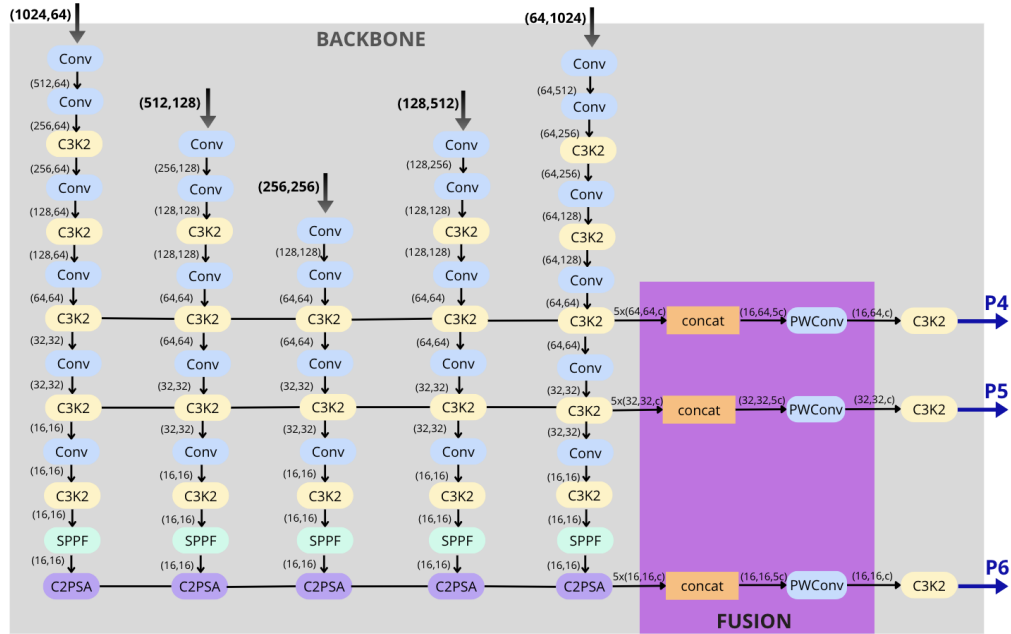 (1024,64)
(64,1024)
BACKBONE
Conv
Conv
(512,64)
(64,512)
Conv
(512,128)
(128,512)
Conv
(256,64)
(64,256)
C3K2
Conv
Conv
C3K2
(256,64)
(256,128)
(128,256)
(64,256)
Conv
Conv
(256,256)
Conv
Conv
(128,64)
(128,128)
(128,128)
(64,128)
C3K2
C3K2
Conv
C3K2
C3K2
(128,64)
(128,128)
(128,128)
(128,128)
(64,128)
Conv
Conv
Conv
Conv
Conv
(64,64)
(64,64)
(64,64)
(64,64)
(64,64)
P4
C3K2
C3K2
C3K2
C3K2
C3K2
5x(64,64,c)
concat
(16,64,5c)
PWConv
(16,64,c)
C3K2
(32,32)
(64,64)
(64,64)
(64,64)
(64,64)
Conv
Conv
Conv
Conv
Conv
(32,32)
(32,32)
(32,32)
(32,32)
(32,32)
P5
C3K2
C3K2
C3K2
C3K2
C3K2
5x(32,32,c)
concat
(32,32,5c)
PWConv
(32,32,c)
C3K2
(16,16)
(32,32)
(32,32)
(32,32)
(32,32)
Conv
Conv
Conv
Conv
Conv
(16,16)
(16,16)
(16,16)
(16,16)
(16,16)
C3K2
C3K2
C3K2
C3K2
C3K2
(16,16)
(16,16)
(16,16)
(16,16)
(16,16)
SPPF
SPPF
SPPF
SPPF
SPPF
(16,16)
(16,16)
(16,16)
(16,16)
(16,16)
P6
C2PSA
C2PSA
C2PSA
C2PSA
C2PSA
5x(16,16,c)
concat
(16,16,5c)
PWConv
(16,16,c)
C3K2
FUSION